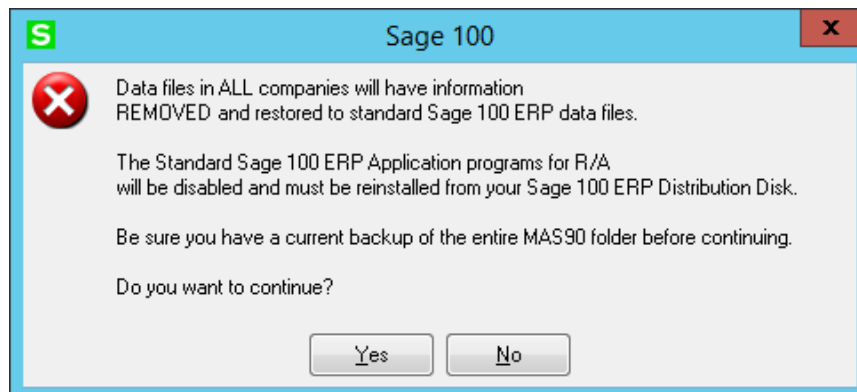 S
Sage 100
x
Data files in ALL companies will have information
REMOVED and restored to standard Sage 100 ERP data files.
The Standard Sage 100 ERP Application programs for R/A
will be disabled and must be reinstalled from your Sage 100 ERP Distribution Disk.
Be sure you have a current backup of the entire MAS90 folder before continuing.
Do you want to continue?
Yes
No